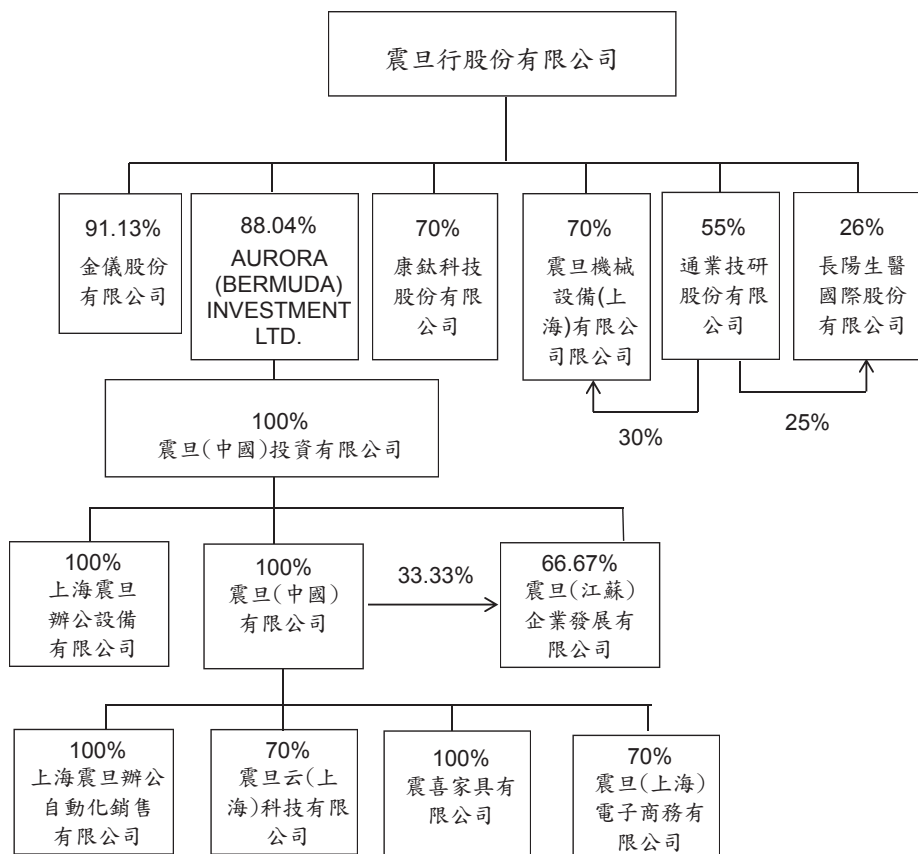 震旦行股份有限公司
91.13%
金儀股份
有限公司
88.04%
AURORA
(BERMUDA)
INVESTMENT
LTD.
70%
康鈦科技
股份有限
公司
70%
震旦機械
設備(上
海)有限公
司限公司
55%
通業技研
股份有限
公司
26%
長陽生醫
國際股份
有限公司
30%
25%
100%
震旦(中國)投資有限公司
100%
上海震旦
辦公設備
有限公司
100%
震旦(中國)
有限公司
33.33%
66.67%
震旦(江蘇)
企業發展有
限公司
100%
上海震旦辦公
自動化銷售
有限公司
70%
震旦云(上
海)科技有限
公司
100%
震喜家具有
限公司
70%
震旦(上海)
電子商務有
限公司